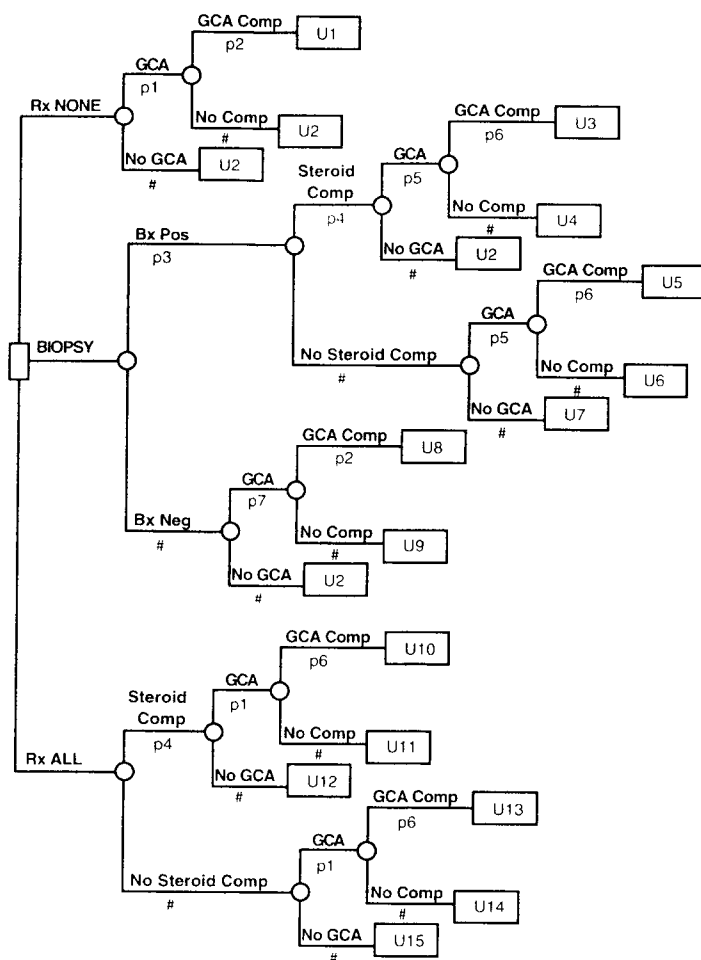 GCA Comp
p2
U1
GCA
p1
No Comp
#
U2
Rx NONE
No GCA
#
U2
GCA Comp
p6
U3
GCA
p5
No Comp
#
U4
Steroid
Comp
p4
No GCA
#
U2
Bx Pos
p3
GCA Comp
p6
U5
GCA
p5
No Comp
#
U6
No Steroid Comp
#
No GCA
#
U7
BIOPSY
GCA Comp
p2
U8
GCA
p7
No Comp
#
U9
Bx Neg
#
No GCA
#
U2
GCA Comp
p6
U10
GCA
p1
No Comp
#
U11
Steroid
Comp
p4
No GCA
#
U12
Rx ALL
GCA Comp
p6
U13
GCA
p1
No Comp
#
U14
No Steroid Comp
#
No GCA
#
U15